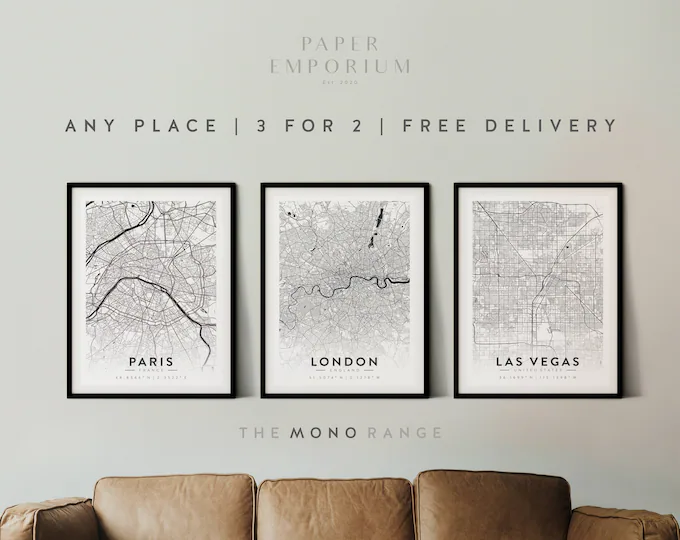 PAPER
EMPORIUM
ANY PLACE | 3 FOR 2 | FREE DELIVERY
PARIS
FRANCE
LONDON
ENGLAND
LAS VEGAS
UNITED STATES
THE MONO RANGE